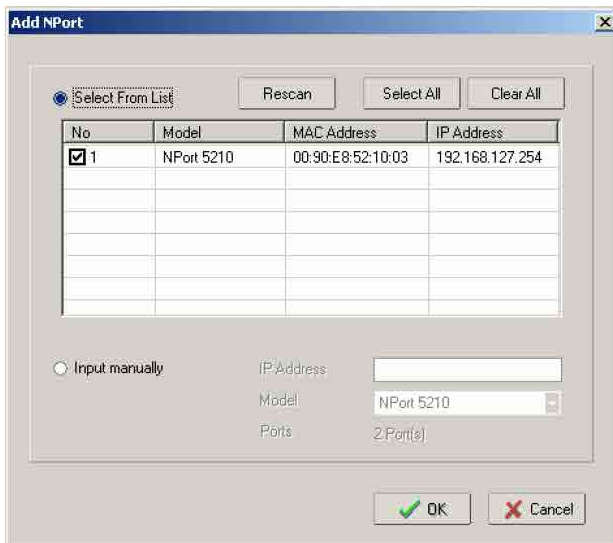 Add NPort
Select From List
Rescan
Select All
Clear All
No Model MAC Address IP Address
1 NPort 5210 00:90:E8:52:10:03 192.168.127.254
Input manually
IP Address
Model NPort 5210
Ports 2 Port(s)
OK
Cancel